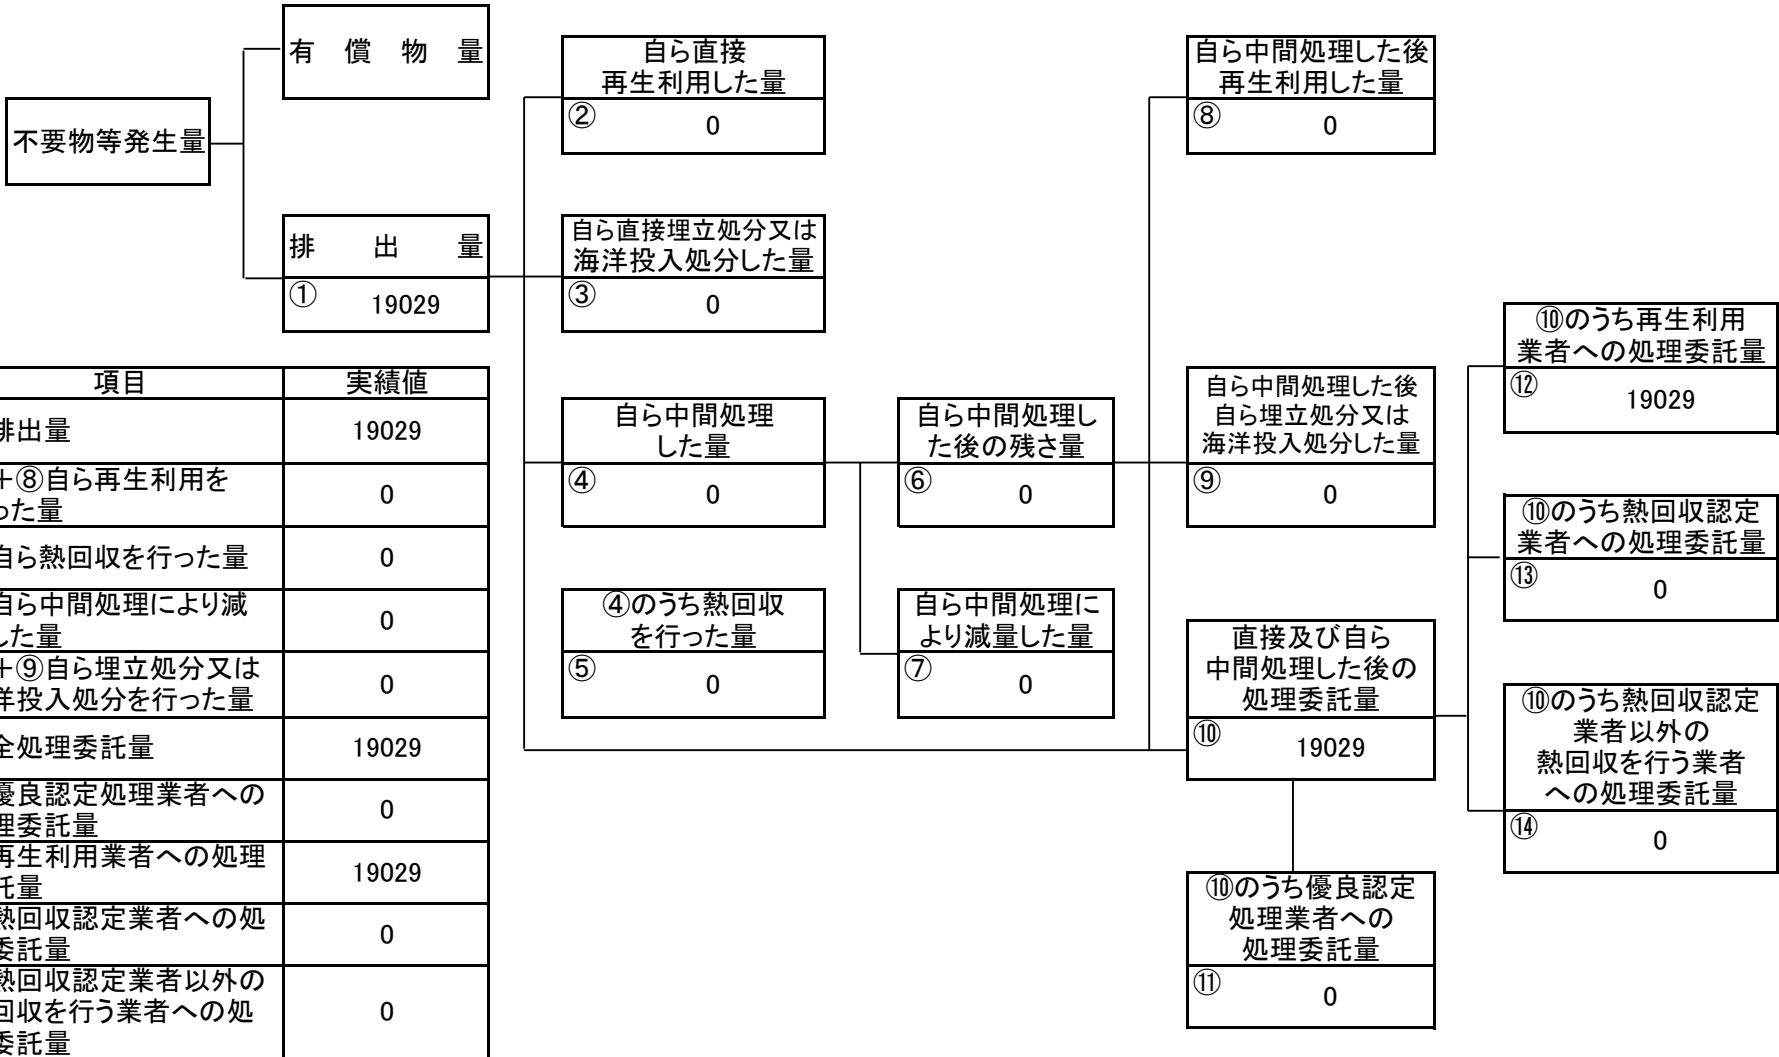 有償物量
不要物等発生量
排出量
① 19029
自ら直接
再生利用した量
② 0
自ら直接埋立処分又は
海洋投入処分した量
③ 0
自ら中間処理
した量
④ 0
④のうち熱回収
を行った量
⑤ 0
自ら中間処理し
た後の残さ量
⑥ 0
自ら中間処理に
より減量した量
⑦ 0
自ら中間処理した後
再生利用した量
⑧ 0
自ら中間処理した後
自ら埋立処分又は
海洋投入処分した量
⑨ 0
直接及び自ら
中間処理した後の
処理委託量
⑩ 19029
⑩のうち優良認定
処理業者への
処理委託量
⑪ 0
⑩のうち再生利用
業者への処理委託量
⑫ 19029
⑩のうち熱回収認定
業者への処理委託量
⑬ 0
⑩のうち熱回収認定
業者以外の
熱回収を行う業者
への処理委託量
⑭ 0
項目 実績値
排出量 19029
+⑧自ら再生利用を
った量 0
自ら熱回収を行った量 0
自ら中間処理により減
した量 0
+⑨自ら埋立処分又は
洋投入処分を行った量 0
全処理委託量 19029
優良認定処理業者への
理委託量 0
再生利用業者への処理
託量 19029
熱回収認定業者への処
委託量 0
熱回収認定業者以外の
回収を行う業者への処
委託量 0